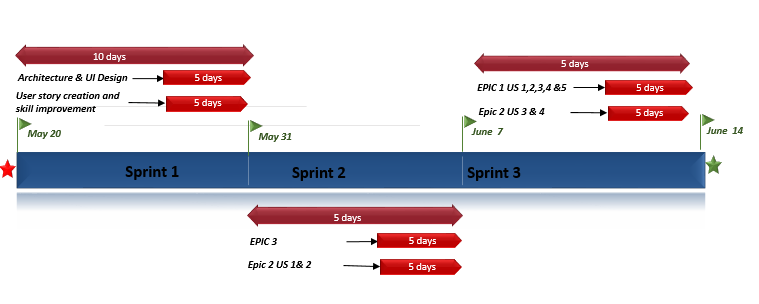 10 days
5 days
Architecture & UI Design
5 days
EPIC 1 US 1,2,3,4 &5
5 days
User story creation and
skill improvement
5 days
Epic 2 US 3 & 4
5 days
May 20
May 31
June 7
June 14
Sprint 1
Sprint 2
Sprint 3
5 days
EPIC 3
5 days
Epic 2 US 1& 2
5 days